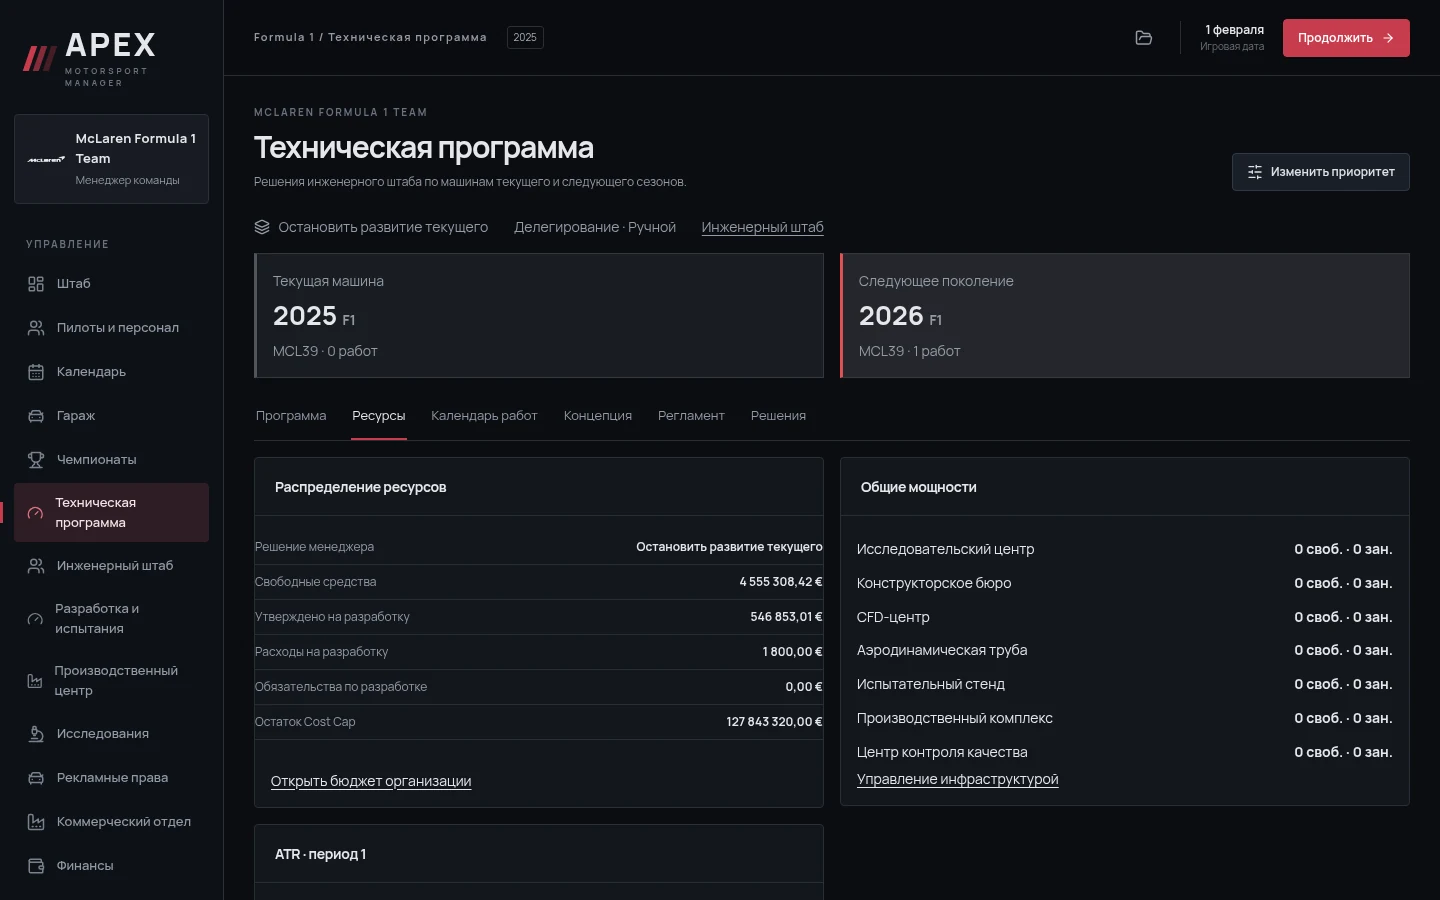 APEX
MOTORSPORT
MANAGER
McLaren
McLaren Formula 1
Team
Менеджер команды
УПРАВЛЕНИЕ
Штаб
Пилоты и персонал
Календарь
Гараж
Чемпионаты
Техническая
программа
Инженерный штаб
Разработка и
испытания
Производственный
центр
Исследования
Рекламные права
Коммерческий отдел
Финансы
Formula 1 / Техническая программа
2025
1 февраля
Игровая дата
Продолжить
MCLAREN FORMULA 1 TEAM
Техническая программа
Решения инженерного штаба по машинам текущего и следующего сезонов.
Изменить приоритет
Остановить развитие текущего
Делегирование · Ручной
Инженерный штаб
Текущая машина
2025 F1
MCL39 · 0 работ
Следующее поколение
2026 F1
MCL39 · 1 работ
Программа
Ресурсы
Календарь работ
Концепция
Регламент
Решения
Распределение ресурсов
Решение менеджера Остановить развитие текущего
Свободные средства 4 555 308,42 €
Утверждено на разработку 546 853,01 €
Расходы на разработку 1 800,00 €
Обязательства по разработке 0,00 €
Остаток Cost Cap 127 843 320,00 €
Открыть бюджет организации
Общие мощности
Исследовательский центр 0 своб. · 0 зан.
Конструкторское бюро 0 своб. · 0 зан.
CFD-центр 0 своб. · 0 зан.
Аэродинамическая труба 0 своб. · 0 зан.
Испытательный стенд 0 своб. · 0 зан.
Производственный комплекс 0 своб. · 0 зан.
Центр контроля качества 0 своб. · 0 зан.
Управление инфраструктурой
ATR · период 1